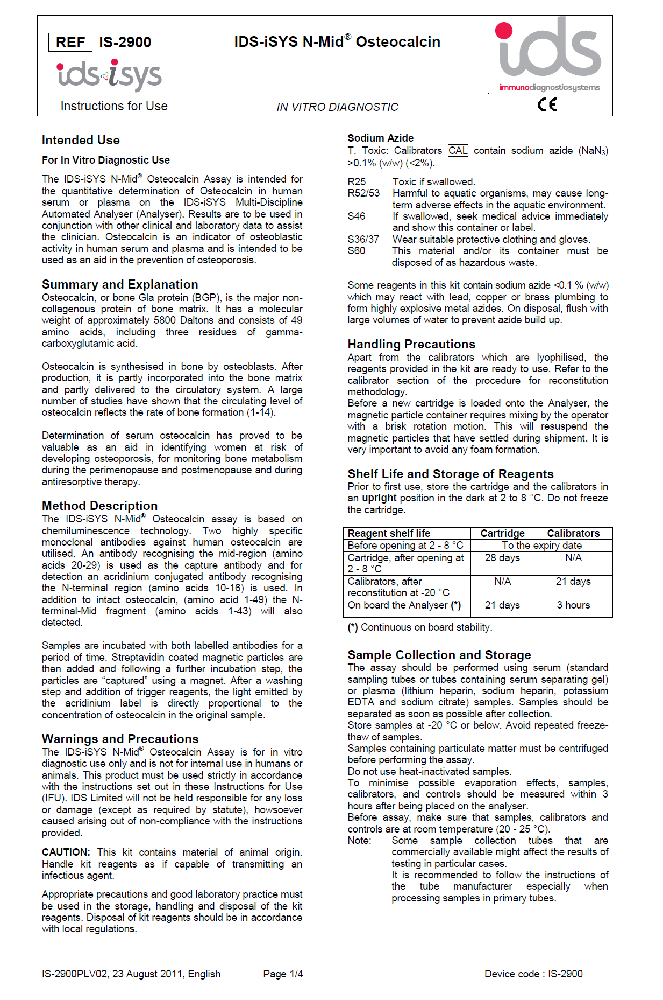 REF IS-2900
ids-isys
IDS-iSYS N-Mid® Osteocalcin
ids
immunodiagnosticsystems
Instructions for Use
IN VITRO DIAGNOSTIC
CE
Intended Use
For In Vitro Diagnostic Use
The IDS-iSYS N-Mid® Osteocalcin Assay is intended for
the quantitative determination of Osteocalcin in human
serum or plasma on the IDS-iSYS Multi-Discipline
Automated Analyser (Analyser). Results are to be used in
conjunction with other clinical and laboratory data to assist
the clinician. Osteocalcin is an indicator of osteoblastic
activity in human serum and plasma and is intended to be
used as an aid in the prevention of osteoporosis.
Summary and Explanation
Osteocalcin, or bone Gla protein (BGP), is the major non-
collagenous protein of bone matrix. It has a molecular
weight of approximately 5800 Daltons and consists of 49
amino acids, including three residues of gamma-
carboxyglutamic acid.
Osteocalcin is synthesised in bone by osteoblasts. After
production, it is partly incorporated into the bone matrix
and partly delivered to the circulatory system. A large
number of studies have shown that the circulating level of
osteocalcin reflects the rate of bone formation (1-14).
Determination of serum osteocalcin has proved to be
valuable as an aid in identifying women at risk of
developing osteoporosis, for monitoring bone metabolism
during the perimenopause and postmenopause and during
antiresorptive therapy.
Method Description
The IDS-iSYS N-Mid® Osteocalcin assay is based on
chemiluminescence technology. Two highly specific
monoclonal antibodies against human osteocalcin are
utilised. An antibody recognising the mid-region (amino
acids 20-29) is used as the capture antibody and for
detection an acridinium conjugated antibody recognising
the N-terminal region (amino acids 10-16) is used. In
addition to intact osteocalcin, (amino acid 1-49) the N-
terminal-Mid fragment (amino acids 1-43) will also
detected.
Samples are incubated with both labelled antibodies for a
period of time. Streptavidin coated magnetic particles are
then added and following a further incubation step, the
particles are “captured” using a magnet. After a washing
step and addition of trigger reagents, the light emitted by
the acridinium label is directly proportional to the
concentration of osteocalcin in the original sample.
Warnings and Precautions
The IDS-iSYS N-Mid® Osteocalcin Assay is for in vitro
diagnostic use only and is not for internal use in humans or
animals. This product must be used strictly in accordance
with the instructions set out in these Instructions for Use
(IFU). IDS Limited will not be held responsible for any loss
or damage (except as required by statute), howsoever
caused arising out of non-compliance with the instructions
provided.
CAUTION: This kit contains material of animal origin.
Handle kit reagents as if capable of transmitting an
infectious agent.
Appropriate precautions and good laboratory practice must
be used in the storage, handling and disposal of the kit
reagents. Disposal of kit reagents should be in accordance
with local regulations.
Sodium Azide
T. Toxic: Calibrators CAL contain sodium azide (NaN₃)
>0.1% (w/w) (<2%).
R25 Toxic if swallowed.
R52/53 Harmful to aquatic organisms, may cause long-
term adverse effects in the aquatic environment.
S46 If swallowed, seek medical advice immediately
and show this container or label.
S36/37 Wear suitable protective clothing and gloves.
S60 This material and/or its container must be
disposed of as hazardous waste.
Some reagents in this kit contain sodium azide <0.1 % (w/w)
which may react with lead, copper or brass plumbing to
form highly explosive metal azides. On disposal, flush with
large volumes of water to prevent azide build up.
Handling Precautions
Apart from the calibrators which are lyophilised, the
reagents provided in the kit are ready to use. Refer to the
calibrator section of the procedure for reconstitution
methodology.
Before a new cartridge is loaded onto the Analyser, the
magnetic particle container requires mixing by the operator
with a brisk rotation motion. This will resuspend the
magnetic particles that have settled during shipment. It is
very important to avoid any foam formation.
Shelf Life and Storage of Reagents
Prior to first use, store the cartridge and the calibrators in
an upright position in the dark at 2 to 8 °C. Do not freeze
the cartridge.
Reagent shelf life Cartridge Calibrators
Before opening at 2 - 8 °C To the expiry date
Cartridge, after opening at 28 days N/A
2 - 8 °C
Calibrators, after N/A 21 days
reconstitution at -20 °C
On board the Analyser (*) 21 days 3 hours
(*) Continuous on board stability.
Sample Collection and Storage
The assay should be performed using serum (standard
sampling tubes or tubes containing serum separating gel)
or plasma (lithium heparin, sodium heparin, potassium
EDTA and sodium citrate) samples. Samples should be
separated as soon as possible after collection.
Store samples at -20 °C or below. Avoid repeated freeze-
thaw of samples.
Samples containing particulate matter must be centrifuged
before performing the assay.
Do not use heat-inactivated samples.
To minimise possible evaporation effects, samples,
calibrators, and controls should be measured within 3
hours after being placed on the analyser.
Before assay, make sure that samples, calibrators and
controls are at room temperature (20 - 25 °C).
Note: Some sample collection tubes that are
commercially available might affect the results of
testing in particular cases.
It is recommended to follow the instructions of
the tube manufacturer especially when
processing samples in primary tubes.
IS-2900PLV02, 23 August 2011, English Page 1/4 Device code : IS-2900